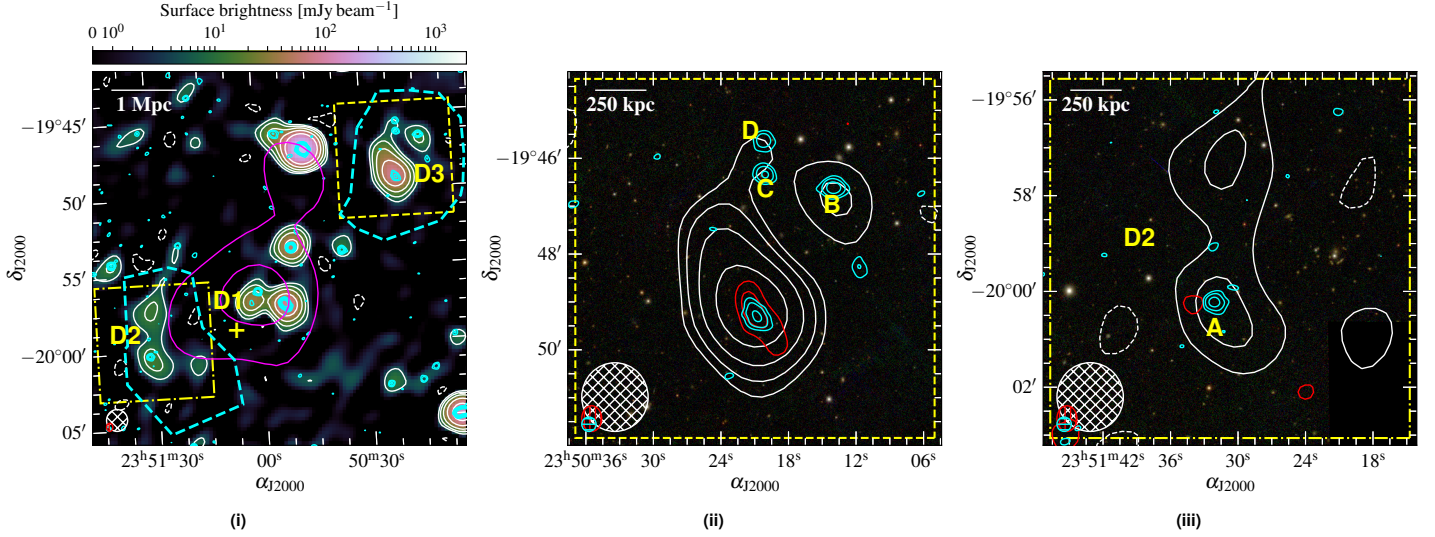 Surface brightness [mJy beam⁻¹]
0 10⁰ 10¹ 10² 10³
1 Mpc
−19°45′
50′
55′
−20°00′
05′
δJ2000
D3
D1
D2
23ʰ51ᵐ30ˢ 00ˢ 50ᵐ30ˢ
αJ2000
(i)
250 kpc
−19°46′
48′
50′
δJ2000
D
C
B
23ʰ50ᵐ36ˢ 30ˢ 24ˢ 18ˢ 12ˢ 06ˢ
αJ2000
(ii)
250 kpc
−19°56′
58′
−20°00′
02′
δJ2000
D2
A
23ʰ51ᵐ42ˢ 36ˢ 30ˢ 24ˢ 18ˢ
αJ2000
(iii)